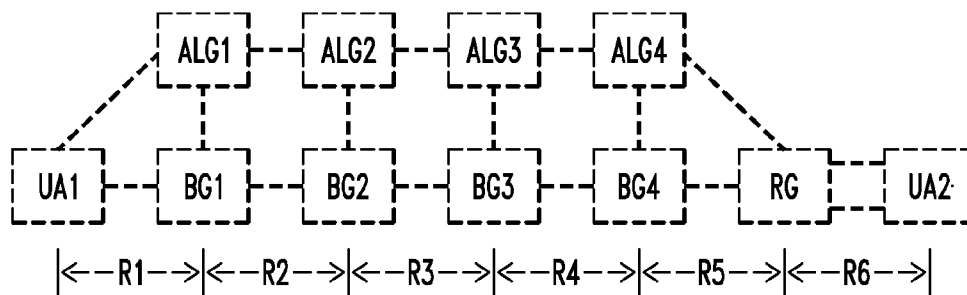 ALG1 ALG2 ALG3 ALG4
UA1 BG1 BG2 BG3 BG4 RG UA2
R1 R2 R3 R4 R5 R6